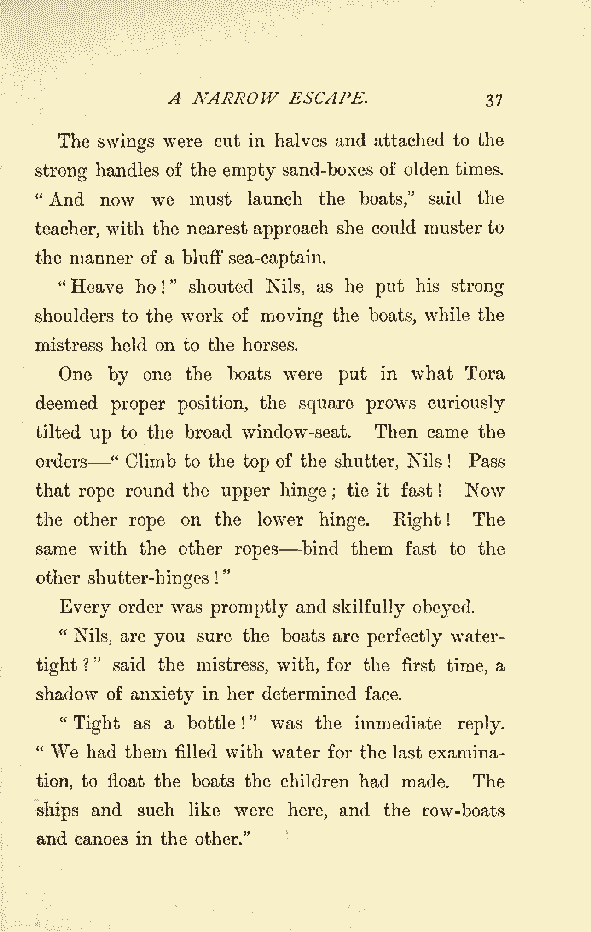 A NARROW ESCAPE. 37
The swings were cut in halves and attached to the
strong handles of the empty sand-boxes of olden times.
“And now we must launch the boats,” said the
teacher, with the nearest approach she could muster to
the manner of a bluff sea-captain.
“Heave ho!” shouted Nils, as he put his strong
shoulders to the work of moving the boats, while the
mistress held on to the horses.
One by one the boats were put in what Tora
deemed proper position, the square prows curiously
tilted up to the broad window-seat. Then came the
orders—“Climb to the top of the shutter, Nils! Pass
that rope round the upper hinge; tie it fast! Now
the other rope on the lower hinge. Right! The
same with the other ropes—bind them fast to the
other shutter-hinges!”
Every order was promptly and skilfully obeyed.
“Nils, are you sure the boats are perfectly water-
tight?” said the mistress, with, for the first time, a
shadow of anxiety in her determined face.
“Tight as a bottle!” was the immediate reply.
“We had them filled with water for the last examina-
tion, to float the boats the children had made. The
ships and such like were here, and the row-boats
and canoes in the other.”